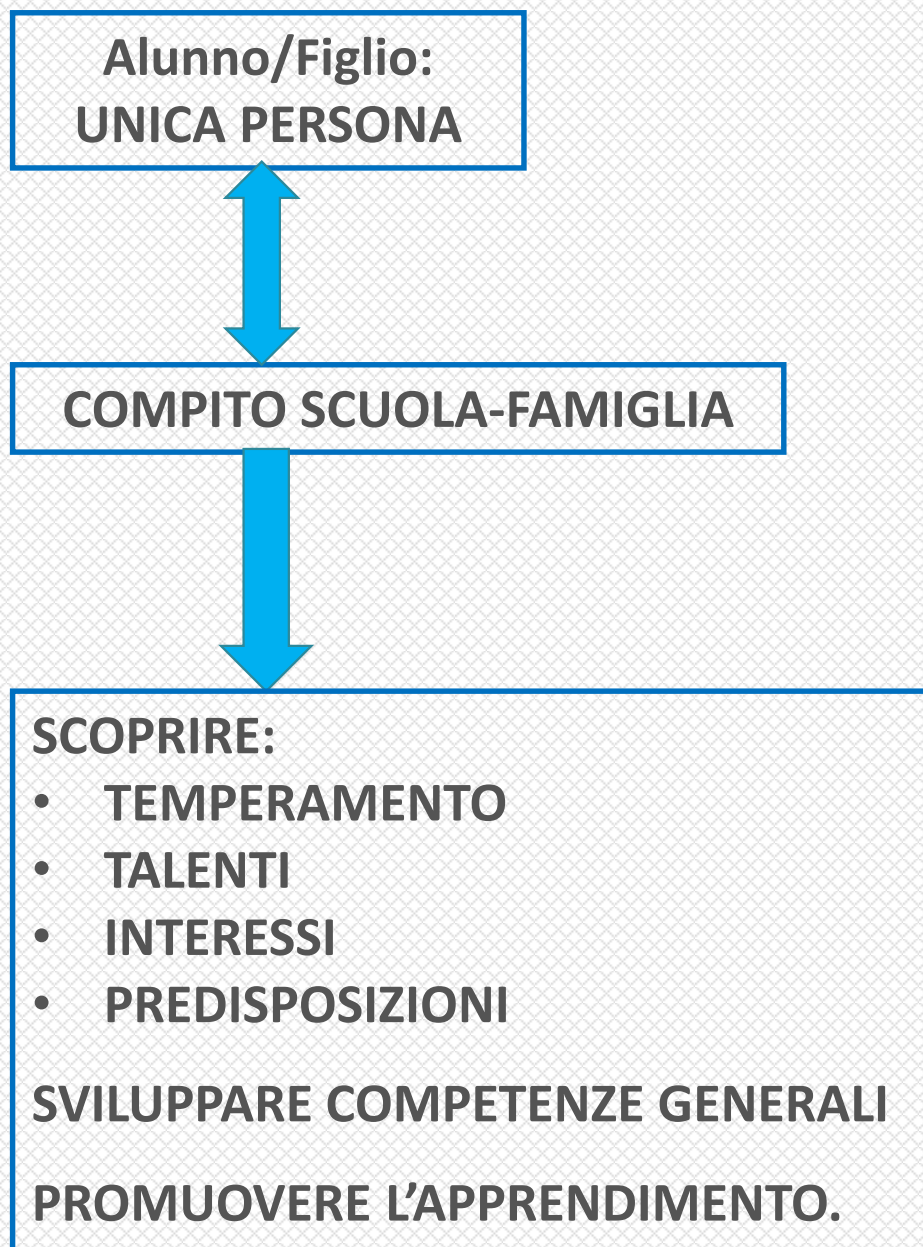 Alunno/Figlio:
UNICA PERSONA
COMPITO SCUOLA-FAMIGLIA
SCOPRIRE:
• TEMPERAMENTO
• TALENTI
• INTERESSI
• PREDISPOSIZIONI
SVILUPPARE COMPETENZE GENERALI
PROMUOVERE L’APPRENDIMENTO.